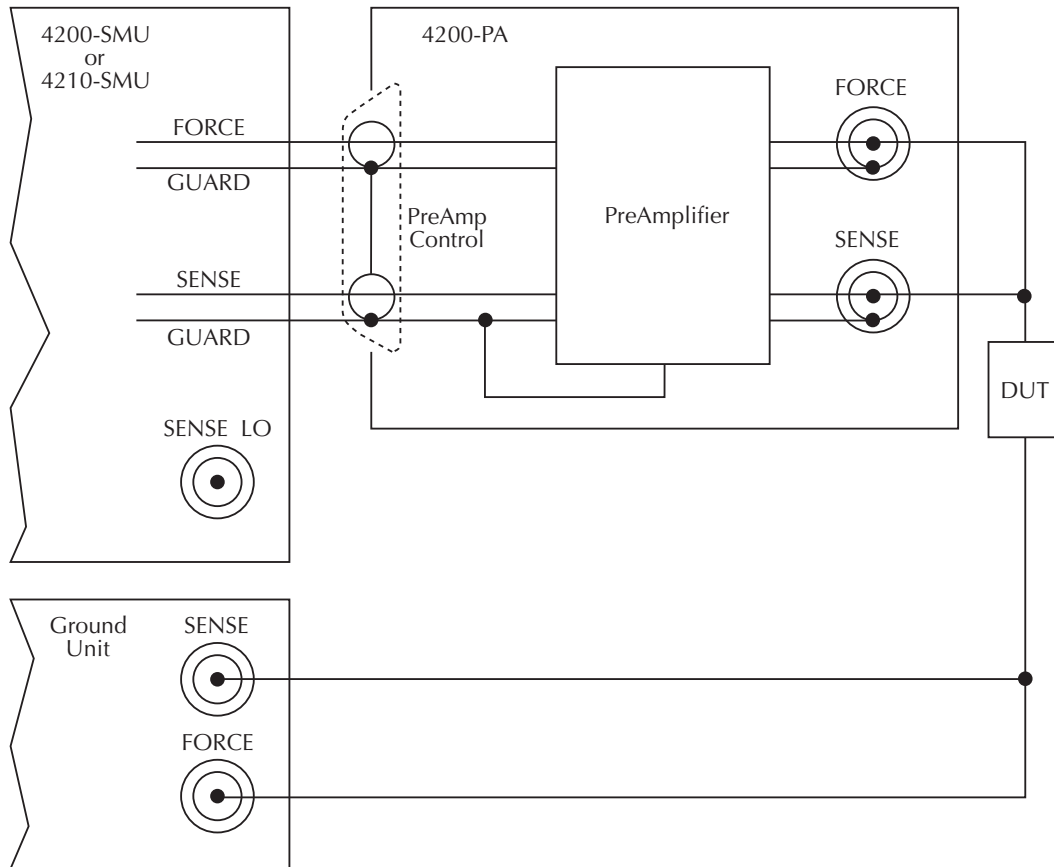 4200-SMU
or
4210-SMU
4200-PA
FORCE
FORCE
GUARD
PreAmp
Control
PreAmplifier
SENSE
SENSE
GUARD
DUT
SENSE LO
Ground
Unit
SENSE
FORCE